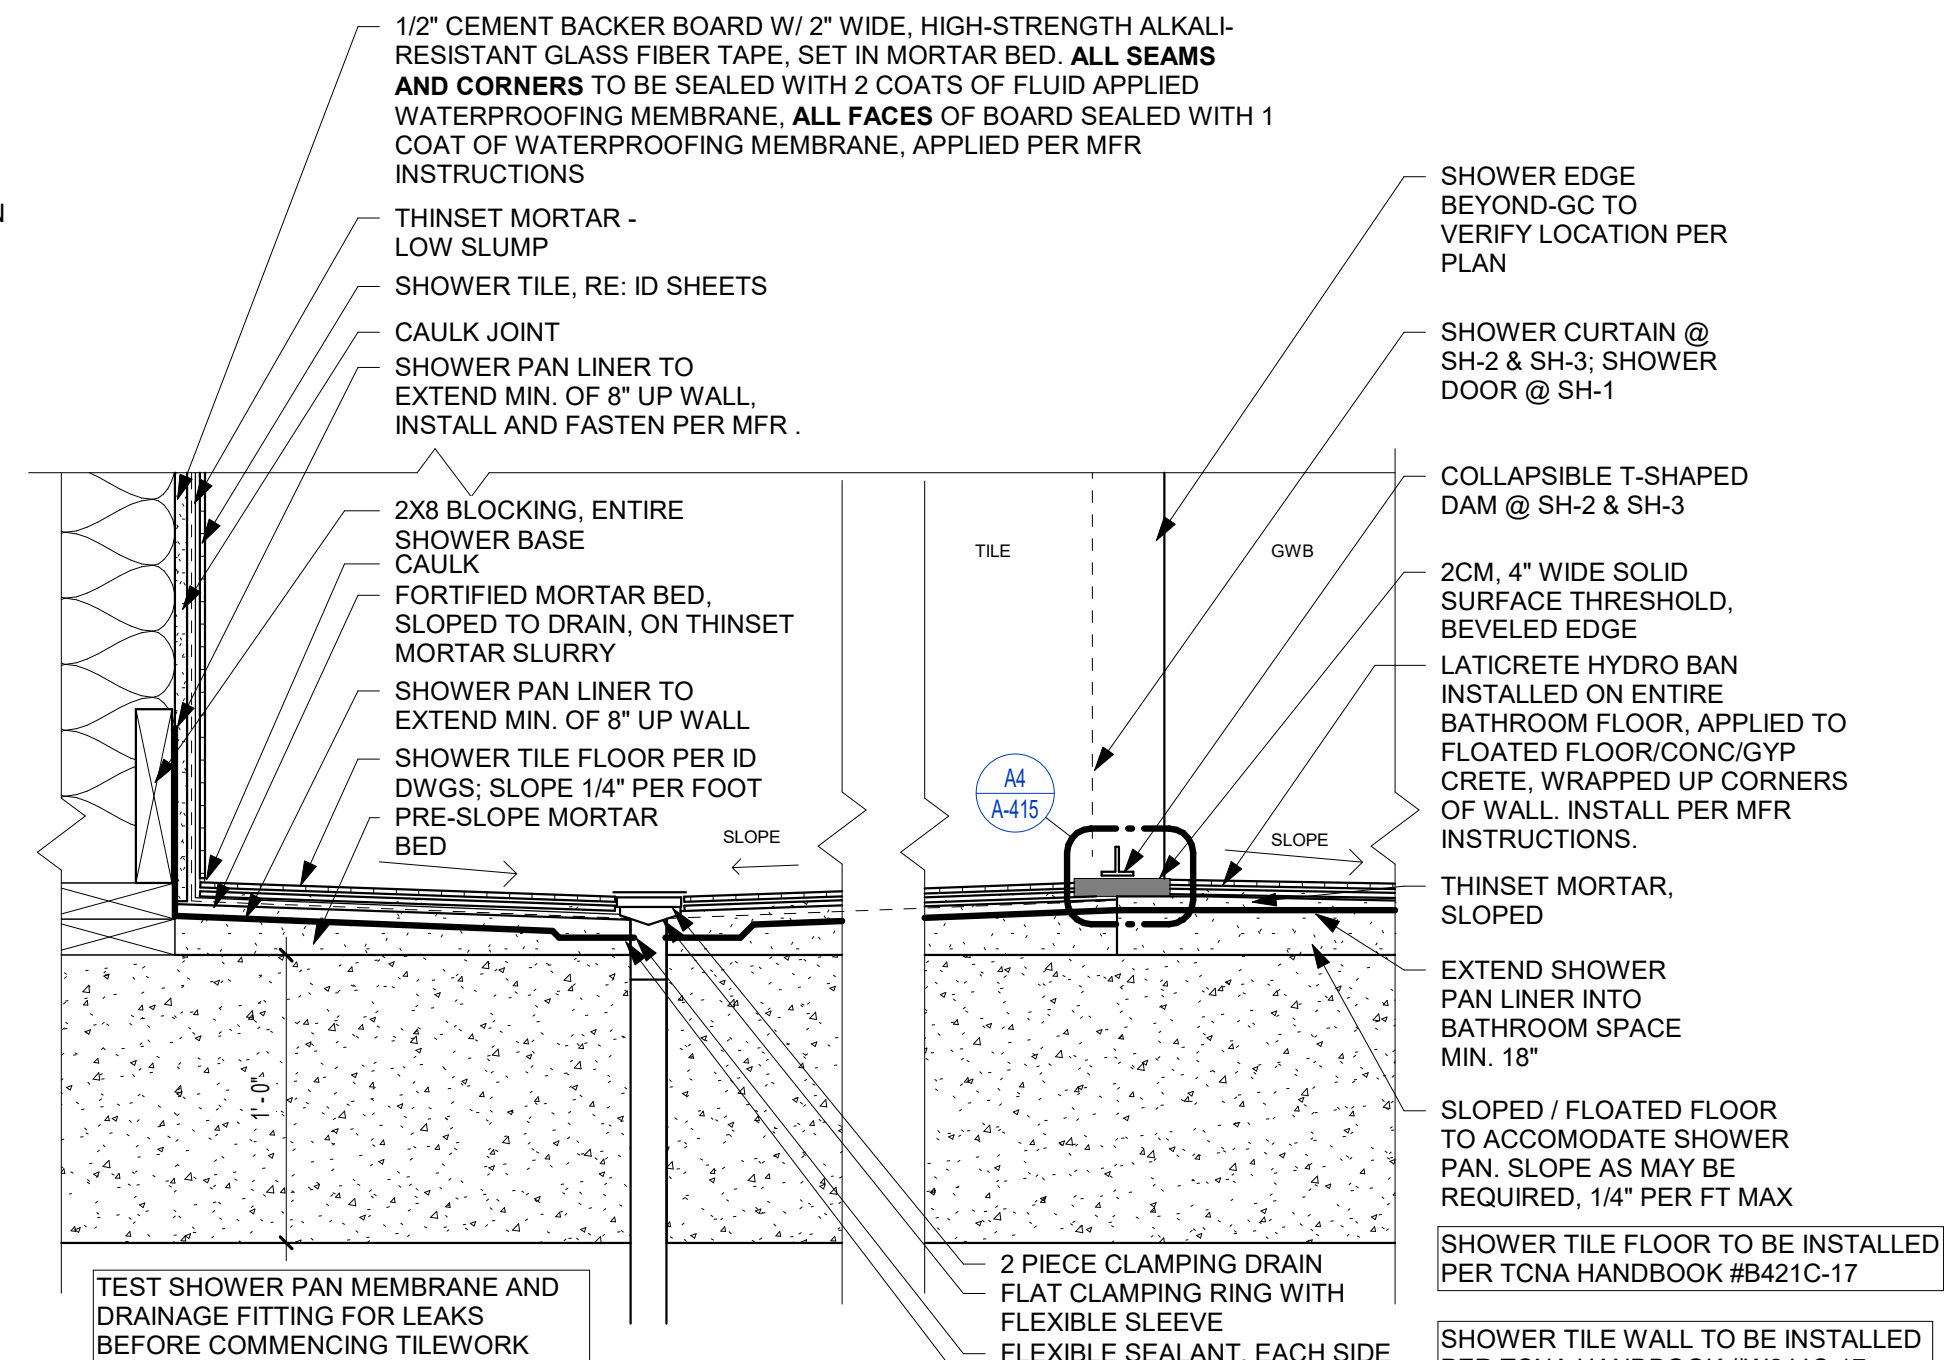 1/2" CEMENT BACKER BOARD W/ 2" WIDE, HIGH-STRENGTH ALKALI-
RESISTANT GLASS FIBER TAPE, SET IN MORTAR BED. ALL SEAMS
AND CORNERS TO BE SEALED WITH 2 COATS OF FLUID APPLIED
WATERPROOFING MEMBRANE, ALL FACES OF BOARD SEALED WITH 1
COAT OF WATERPROOFING MEMBRANE, APPLIED PER MFR
INSTRUCTIONS
THINSET MORTAR -
LOW SLUMP
SHOWER TILE, RE: ID SHEETS
CAULK JOINT
SHOWER PAN LINER TO
EXTEND MIN. OF 8" UP WALL,
INSTALL AND FASTEN PER MFR .
2X8 BLOCKING, ENTIRE
SHOWER BASE
CAULK
FORTIFIED MORTAR BED,
SLOPED TO DRAIN, ON THINSET
MORTAR SLURRY
SHOWER PAN LINER TO
EXTEND MIN. OF 8" UP WALL
SHOWER TILE FLOOR PER ID
DWGS; SLOPE 1/4" PER FOOT
PRE-SLOPE MORTAR
BED
SLOPE
TILE
GWB
A4
A-415
SLOPE
1' - 0"
SHOWER EDGE
BEYOND-GC TO
VERIFY LOCATION PER
PLAN
SHOWER CURTAIN @
SH-2 & SH-3; SHOWER
DOOR @ SH-1
COLLAPSIBLE T-SHAPED
DAM @ SH-2 & SH-3
2CM, 4" WIDE SOLID
SURFACE THRESHOLD,
BEVELED EDGE
LATICRETE HYDRO BAN
INSTALLED ON ENTIRE
BATHROOM FLOOR, APPLIED TO
FLOATED FLOOR/CONC/GYP
CRETE, WRAPPED UP CORNERS
OF WALL. INSTALL PER MFR
INSTRUCTIONS.
THINSET MORTAR,
SLOPED
EXTEND SHOWER
PAN LINER INTO
BATHROOM SPACE
MIN. 18"
SLOPED / FLOATED FLOOR
TO ACCOMODATE SHOWER
PAN. SLOPE AS MAY BE
REQUIRED, 1/4" PER FT MAX
SHOWER TILE FLOOR TO BE INSTALLED
PER TCNA HANDBOOK #B421C-17
SHOWER TILE WALL TO BE INSTALLED
PER TCNA HANDBOOK
2 PIECE CLAMPING DRAIN
FLAT CLAMPING RING WITH
FLEXIBLE SLEEVE
FLEXIBLE SEALANT, EACH SIDE
TEST SHOWER PAN MEMBRANE AND
DRAINAGE FITTING FOR LEAKS
BEFORE COMMENCING TILEWORK